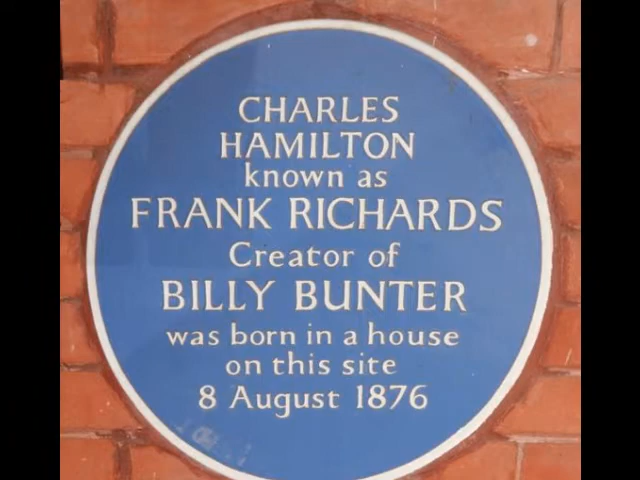 CHARLES
HAMILTON
known as
FRANK RICHARDS
Creator of
BILLY BUNTER
was born in a house
on this site
8 August 1876